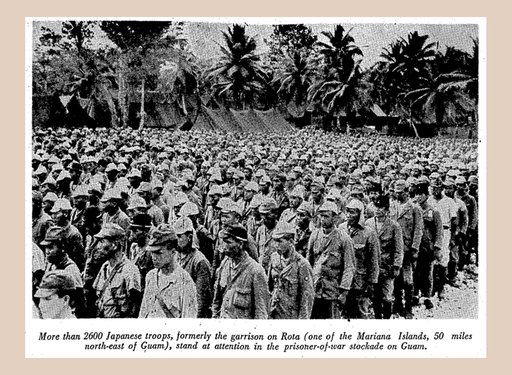 More than 2600 Japanese troops, formerly the garrison on Rota (one of the Mariana Islands, 50 miles
north-east of Guam), stand at attention in the prisoner-of-war stockade on Guam.